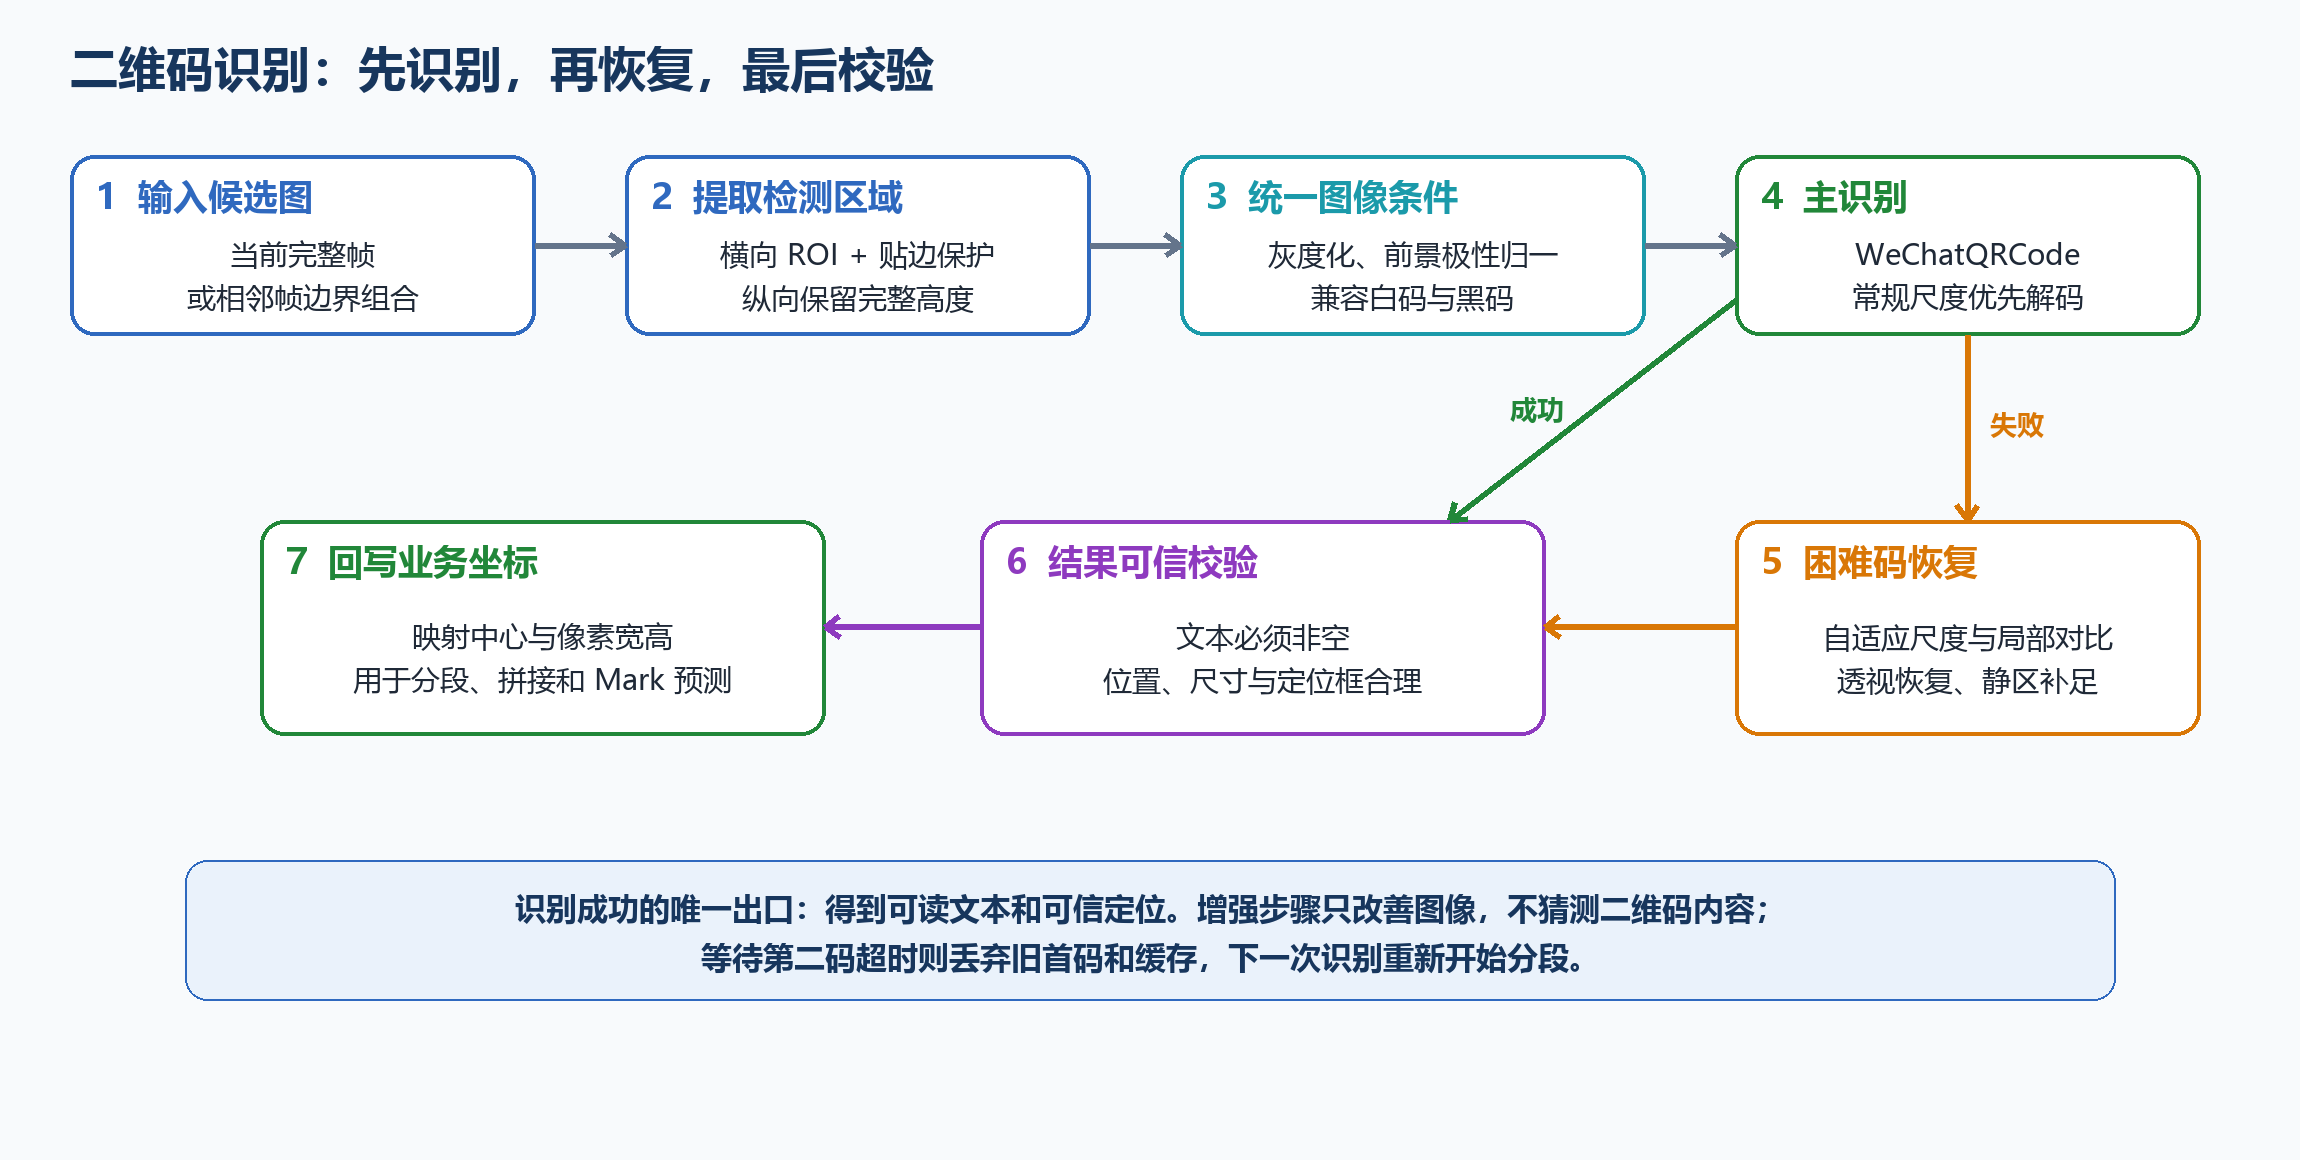 二维码识别：先识别，再恢复，最后校验
1 输入候选图
当前完整帧
或相邻帧边界组合
2 提取检测区域
横向 ROI + 贴边保护
纵向保留完整高度
3 统一图像条件
灰度化、前景极性归一
兼容白码与黑码
4 主识别
WeChatQRCode
常规尺度优先解码
成功
失败
5 困难码恢复
自适应尺度与局部对比
透视恢复、静区补足
6 结果可信校验
文本必须非空
位置、尺寸与定位框合理
7 回写业务坐标
映射中心与像素宽高
用于分段、拼接和 Mark 预测
识别成功的唯一出口：得到可读文本和可信定位。增强步骤只改善图像，不猜测二维码内容；
等待第二码超时则丢弃旧首码和缓存，下一次识别重新开始分段。